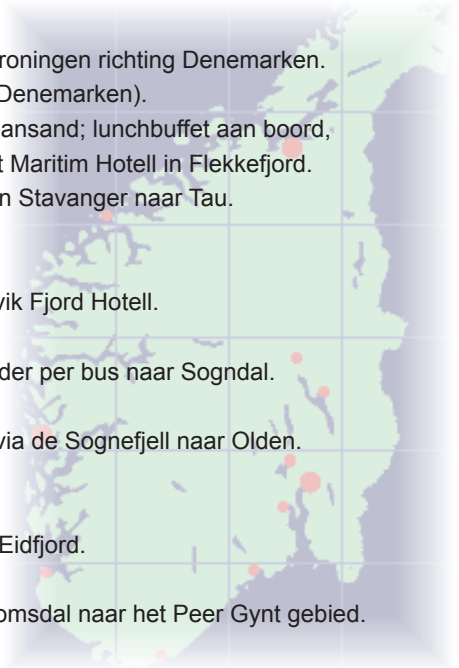 roningen richting Denemarken.
Denemarken).
ansand; lunchbuffet aan boord,
t Maritim Hotell in Flekkefjord.
n Stavanger naar Tau.
vik Fjord Hotell.
der per bus naar Sogndal.
via de Sognefjell naar Olden.
Eidfjord.
omsdal naar het Peer Gynt gebied.